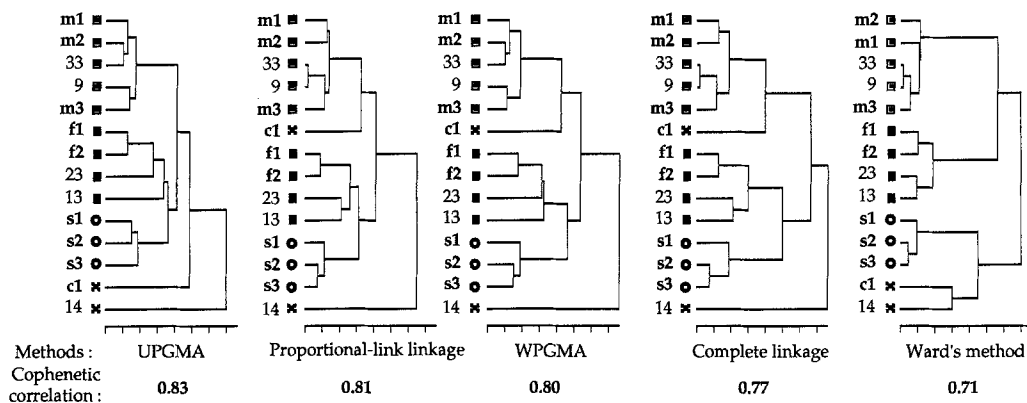 m1 m1 m1 m1 m2
m2 m2 m2 m2 m1
33 33 33 33 33
9 9 9 9 9
m3 m3 m3 m3 m3
f1 c1 c1 c1 f1
f2 f1 f1 f1 f2
23 f2 f2 f2 23
13 23 23 23 13
s1 13 13 13 s1
s2 s1 s1 s1 s2
s3 s2 s2 s2 s3
c1 s3 s3 s3 c1
14 14 14 14 14
Methods : UPGMA Proportional-link linkage WPGMA Complete linkage Ward's method
Cophenetic
correlation : 0.83 0.81 0.80 0.77 0.71